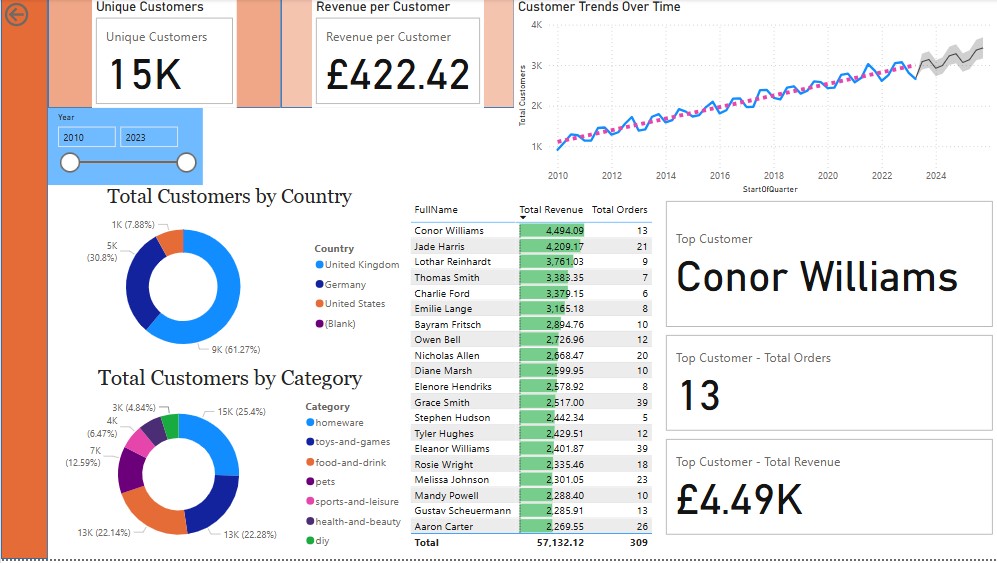 Unique Customers
Unique Customers
15K
Revenue per Customer
Revenue per Customer
£422.42
Customer Trends Over Time
4K
3K
2K
1K
Total Customers
2010 2012 2014 2016 2018 2020 2022 2024
StartOfQuarter
Year
2010 2023
Total Customers by Country
1K (7.88%)
5K
(30.8%)
9K (61.27%)
Country
United Kingdom
Germany
United States
(Blank)
Total Customers by Category
3K (4.84%)
4K
(6.47%)
7K
(12.59%)
13K (22.14%)
15K (25.4%)
13K (22.28%)
Category
homeware
toys-and-games
food-and-drink
pets
sports-and-leisure
health-and-beauty
diy
FullName Total Revenue Total Orders
Conor Williams 4,494.09 13
Jade Harris 4,209.17 21
Lothar Reinhardt 3,761.03 9
Thomas Smith 3,383.35 7
Charlie Ford 3,379.15 6
Emilie Lange 3,165.18 8
Bayram Fritsch 2,894.76 10
Owen Bell 2,726.96 12
Nicholas Allen 2,668.47 20
Diane Marsh 2,599.95 10
Elenore Hendriks 2,578.92 8
Grace Smith 2,517.00 39
Stephen Hudson 2,442.34 5
Tyler Hughes 2,429.51 12
Eleanor Williams 2,401.87 39
Rosie Wright 2,335.46 18
Melissa Johnson 2,301.05 23
Mandy Powell 2,288.40 10
Gustav Scheuermann 2,285.91 13
Aaron Carter 2,269.55 26
Total 57,132.12 309
Top Customer
Conor Williams
Top Customer - Total Orders
13
Top Customer - Total Revenue
£4.49K